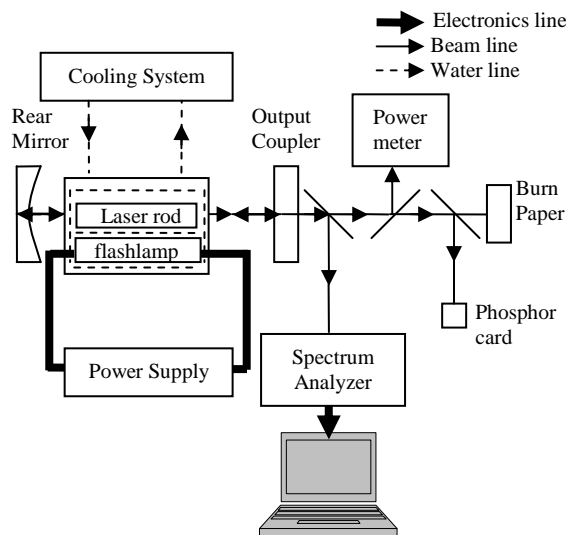 Electronics line
Beam line
Water line
Cooling System
Rear
Mirror
Output
Coupler
Power
meter
Burn
Paper
Laser rod
flashlamp
Phosphor
card
Power Supply
Spectrum
Analyzer